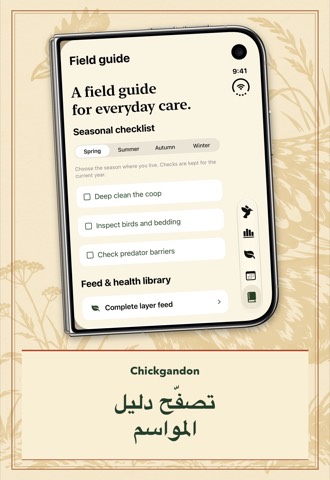 Field guide
9:41
A field guide
for everyday care.
Seasonal checklist
Spring Summer Autumn Winter
Choose the season where you live. Checks are kept for the
current year.
Deep clean the coop
Inspect birds and bedding
Check predator barriers
Feed & health library
Complete layer feed
Chickgandon
تصفّح دليل
المواسم